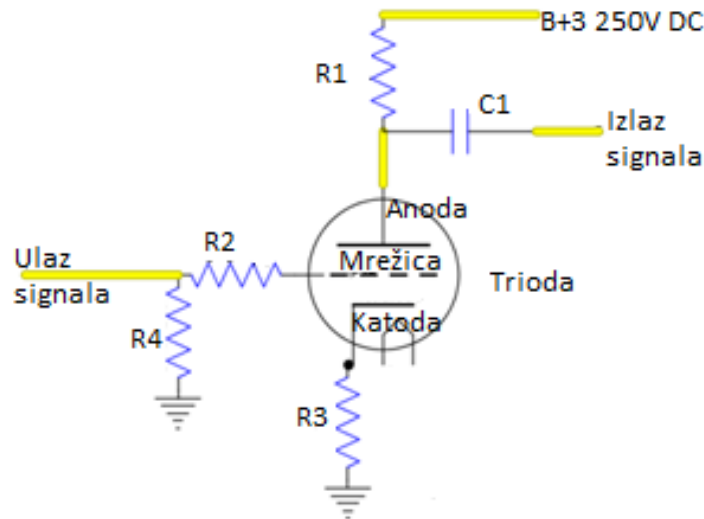 B+3 250V DC
R1
C1
Izlaz
signala
Anoda
R2
Mrežica
Ulaz
signala
Trioda
Katoda
R4
R3